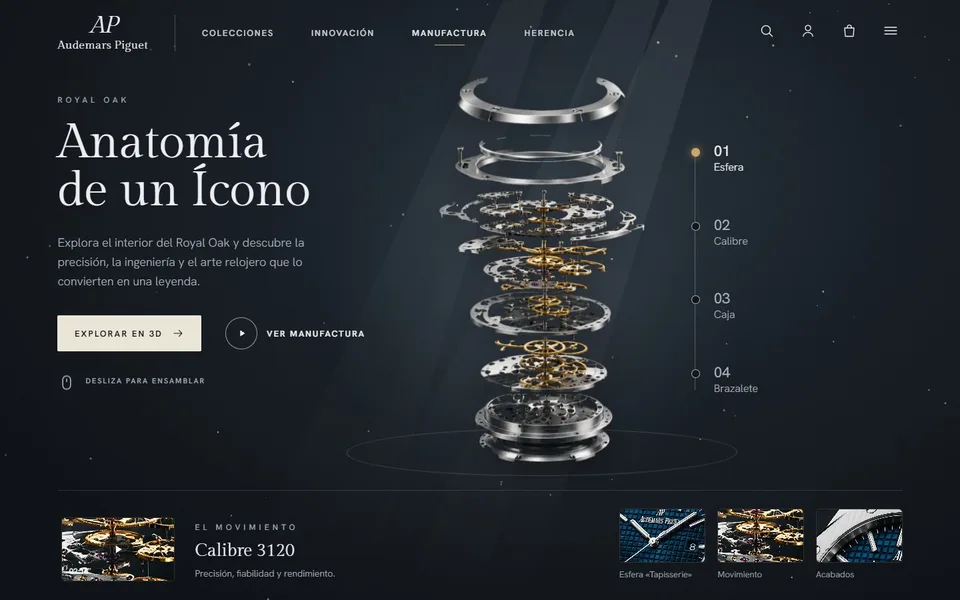 AP
Audemars Piguet
COLECCIONES
INNOVACIÓN
MANUFACTURA
HERENCIA
ROYAL OAK
Anatomía
de un Ícono
Explora el interior del Royal Oak y descubre la
precisión, la ingeniería y el arte relojero que lo
convierten en una leyenda.
EXPLORAR EN 3D
VER MANUFACTURA
DESLIZA PARA ENSAMBLAR
01
Esfera
02
Calibre
03
Caja
04
Brazalete
EL MOVIMIENTO
Calibre 3120
Precisión, fiabilidad y rendimiento.
AUDEMARS PIGUET
8
Esfera «Tapisserie»
Movimiento
Acabados